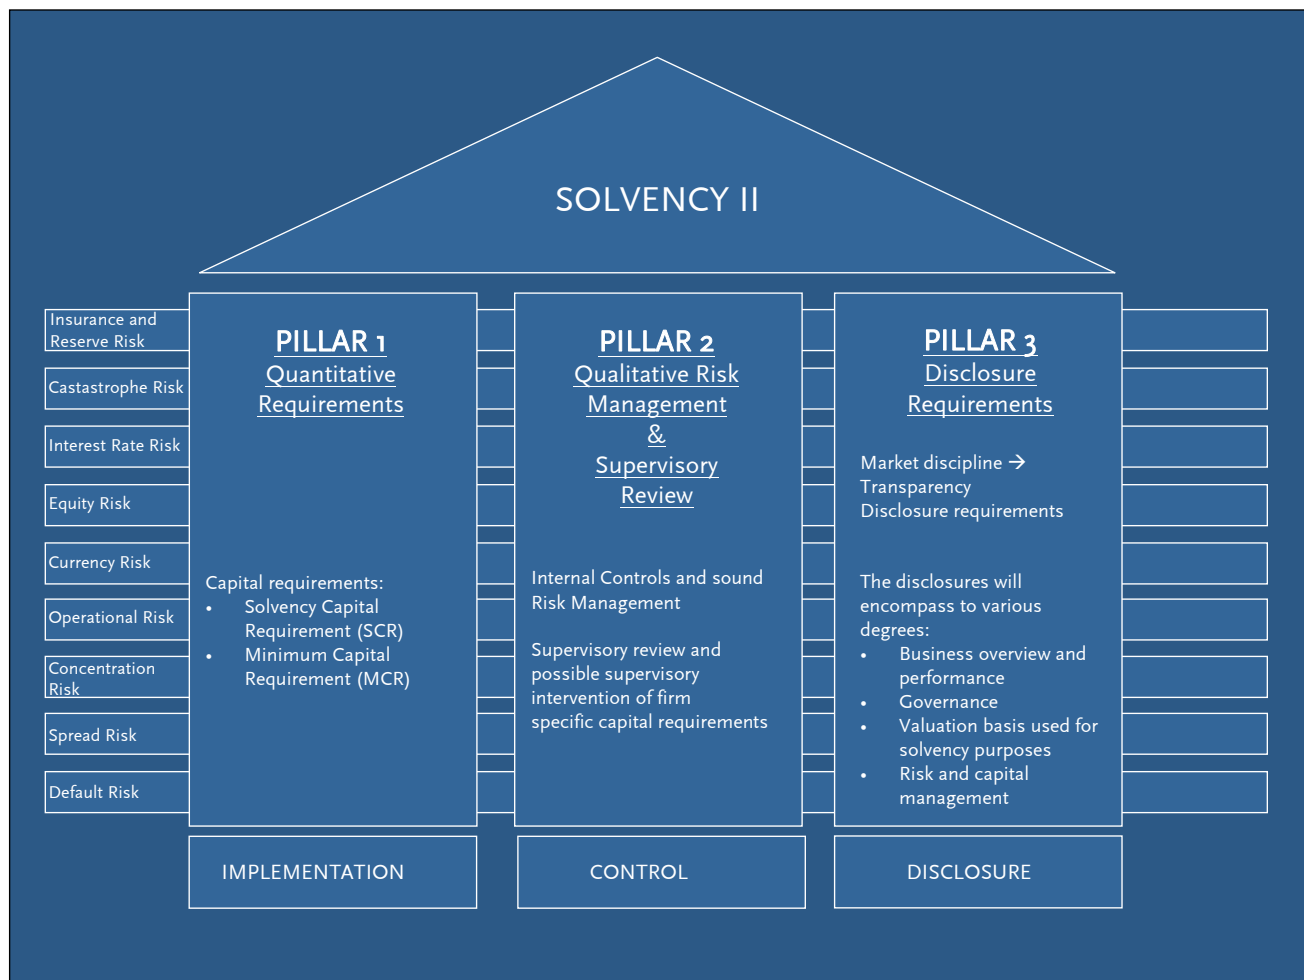 SOLVENCY II
Insurance and
Reserve Risk
Castastrophe Risk
Interest Rate Risk
Equity Risk
Currency Risk
Operational Risk
Concentration
Risk
Spread Risk
Default Risk
PILLAR 1
Quantitative
Requirements
Capital requirements:
• Solvency Capital
Requirement (SCR)
• Minimum Capital
Requirement (MCR)
IMPLEMENTATION
PILLAR 2
Qualitative Risk
Management
&
Supervisory
Review
Internal Controls and sound
Risk Management
Supervisory review and
possible supervisory
intervention of firm
specific capital requirements
CONTROL
PILLAR 3
Disclosure
Requirements
Market discipline →
Transparency
Disclosure requirements
The disclosures will
encompass to various
degrees:
• Business overview and
performance
• Governance
• Valuation basis used for
solvency purposes
• Risk and capital
management
DISCLOSURE